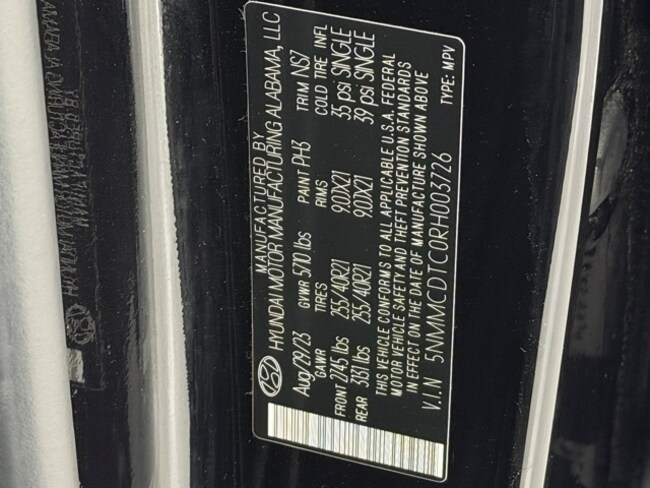 MANUFACTURED BY
HYUNDAI MOTOR MANUFACTURING ALABAMA, LLC
Aug/29/23 GVWR 5710 lbs PAINT PH3 TRIM NS7
GAWR TIRES RIMS COLD TIRE INFL
FRONT 2745 lbs 255/40R21 9.0JX21 35 psi SINGLE
REAR 3131 lbs 255/40R21 9.0JX21 39 psi SINGLE
THIS VEHICLE CONFORMS TO ALL APPLICABLE U.S.A. FEDERAL
MOTOR VEHICLE SAFETY AND THEFT PREVENTION STANDARDS
IN EFFECT ON THE DATE OF MANUFACTURE SHOWN ABOVE
V.I.N 5NMMCDTC0RH003726 TYPE: MPV